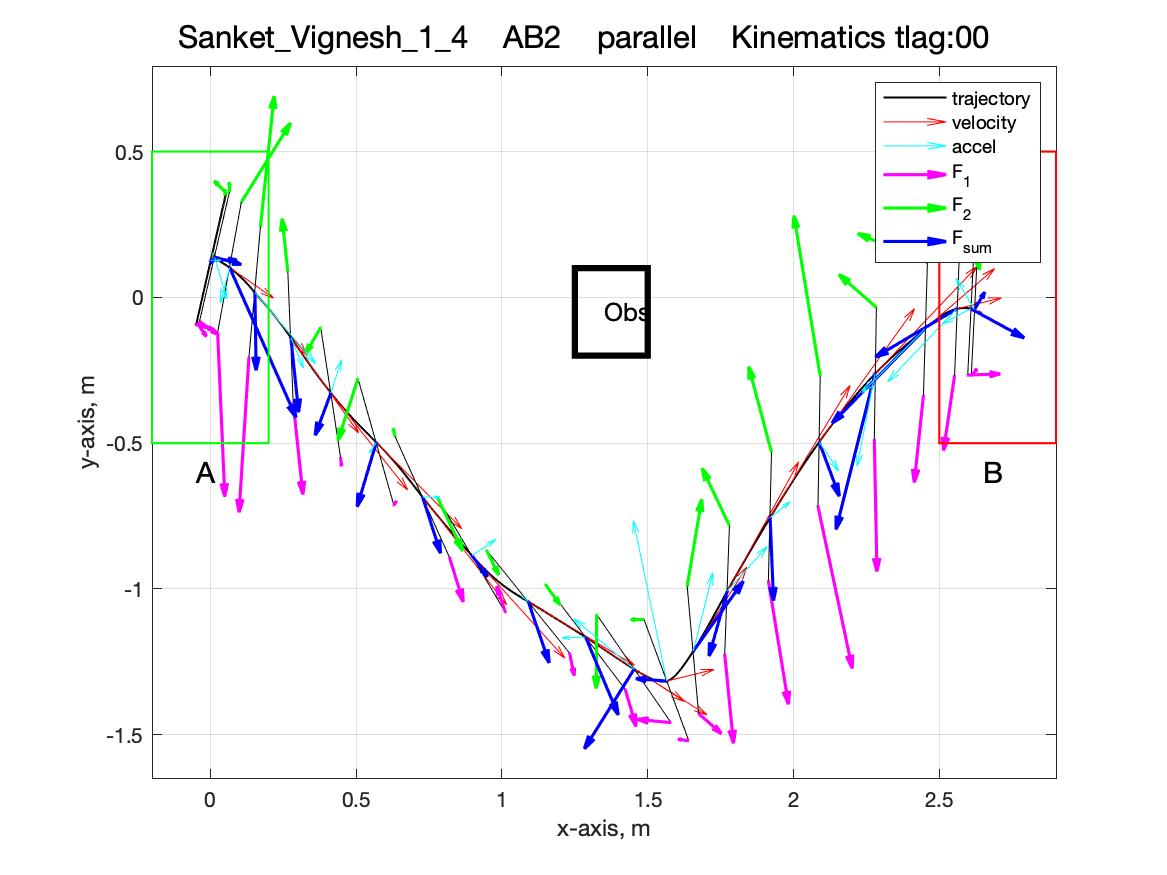 Sanket_Vignesh_1_4 AB2 parallel Kinematics tlag:00
trajectory
velocity
accel
F1
F2
Fsum
0.5
0
-0.5
-1
-1.5
y-axis, m
Obs
A
B
0
0.5
1
1.5
2
2.5
x-axis, m